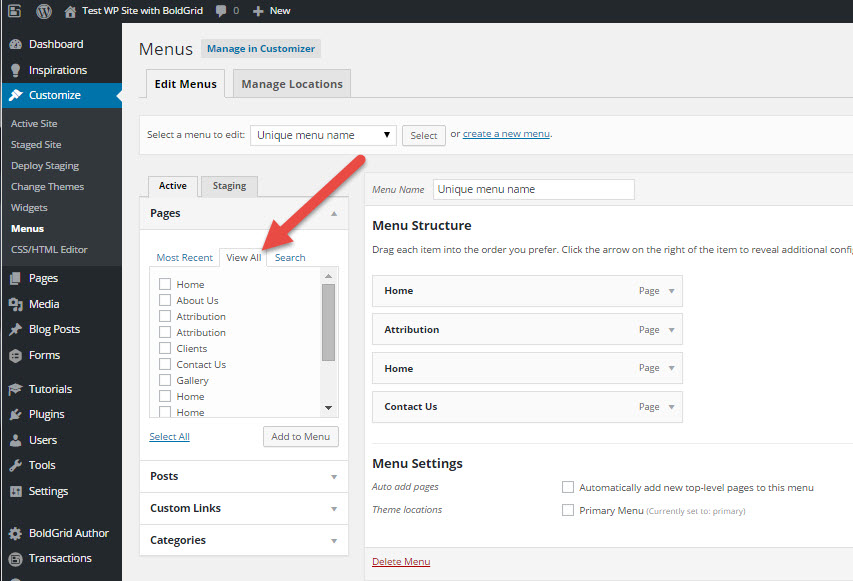 Test WP Site with BoldGrid 0 New
Dashboard
Inspirations
Customize
Active Site
Staged Site
Deploy Staging
Change Themes
Widgets
Menus
CSS/HTML Editor
Pages
Media
Blog Posts
Forms
Tutorials
Plugins
Users
Tools
Settings
BoldGrid Author
Transactions
Menus Manage in Customizer
Edit Menus Manage Locations
Select a menu to edit: Unique menu name Select or create a new menu.
Active Staging
Pages
Most Recent View All Search
Home
About Us
Attribution
Attribution
Clients
Contact Us
Gallery
Home
Home
Select All Add to Menu
Posts
Custom Links
Categories
Menu Name Unique menu name
Menu Structure
Drag each item into the order you prefer. Click the arrow on the right of the item to reveal additional config
Home Page
Attribution Page
Home Page
Contact Us Page
Menu Settings
Auto add pages Automatically add new top-level pages to this menu
Theme locations Primary Menu (Currently set to: primary)
Delete Menu